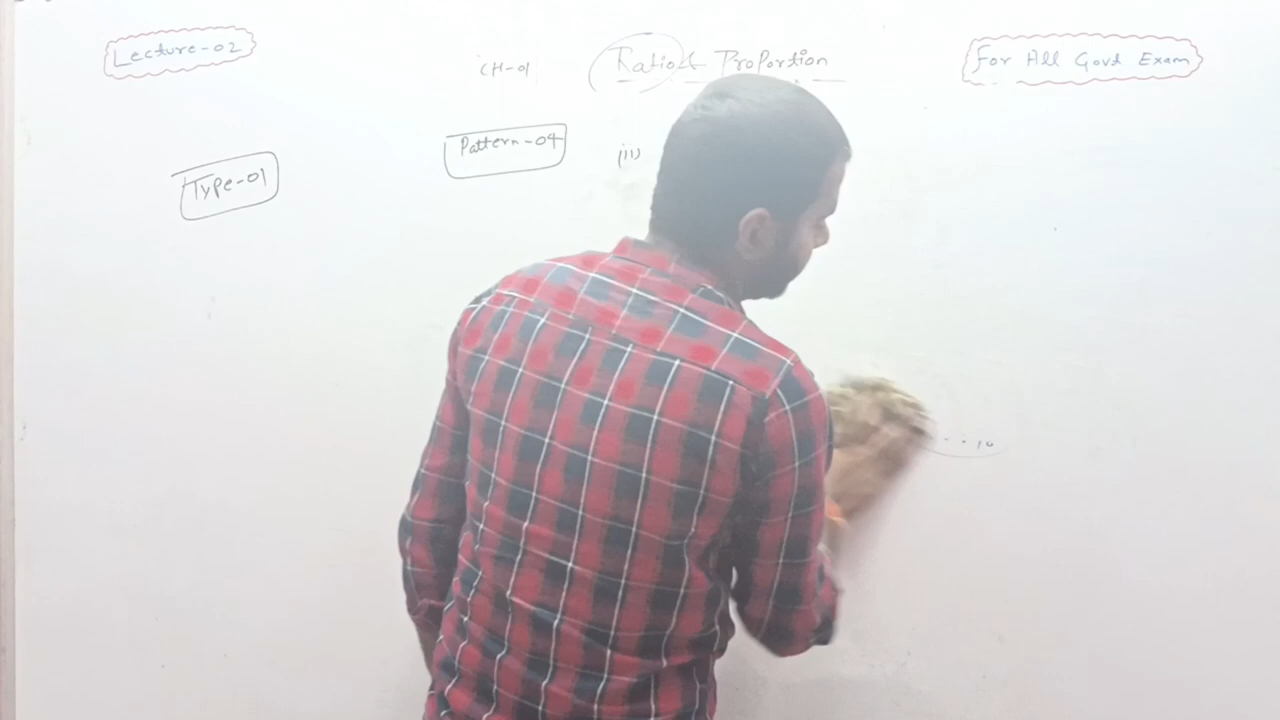 Lecture-02
CH-01 Ratio & Proportion
For All Govt Exam
Pattern-04 (ii)
Type-01